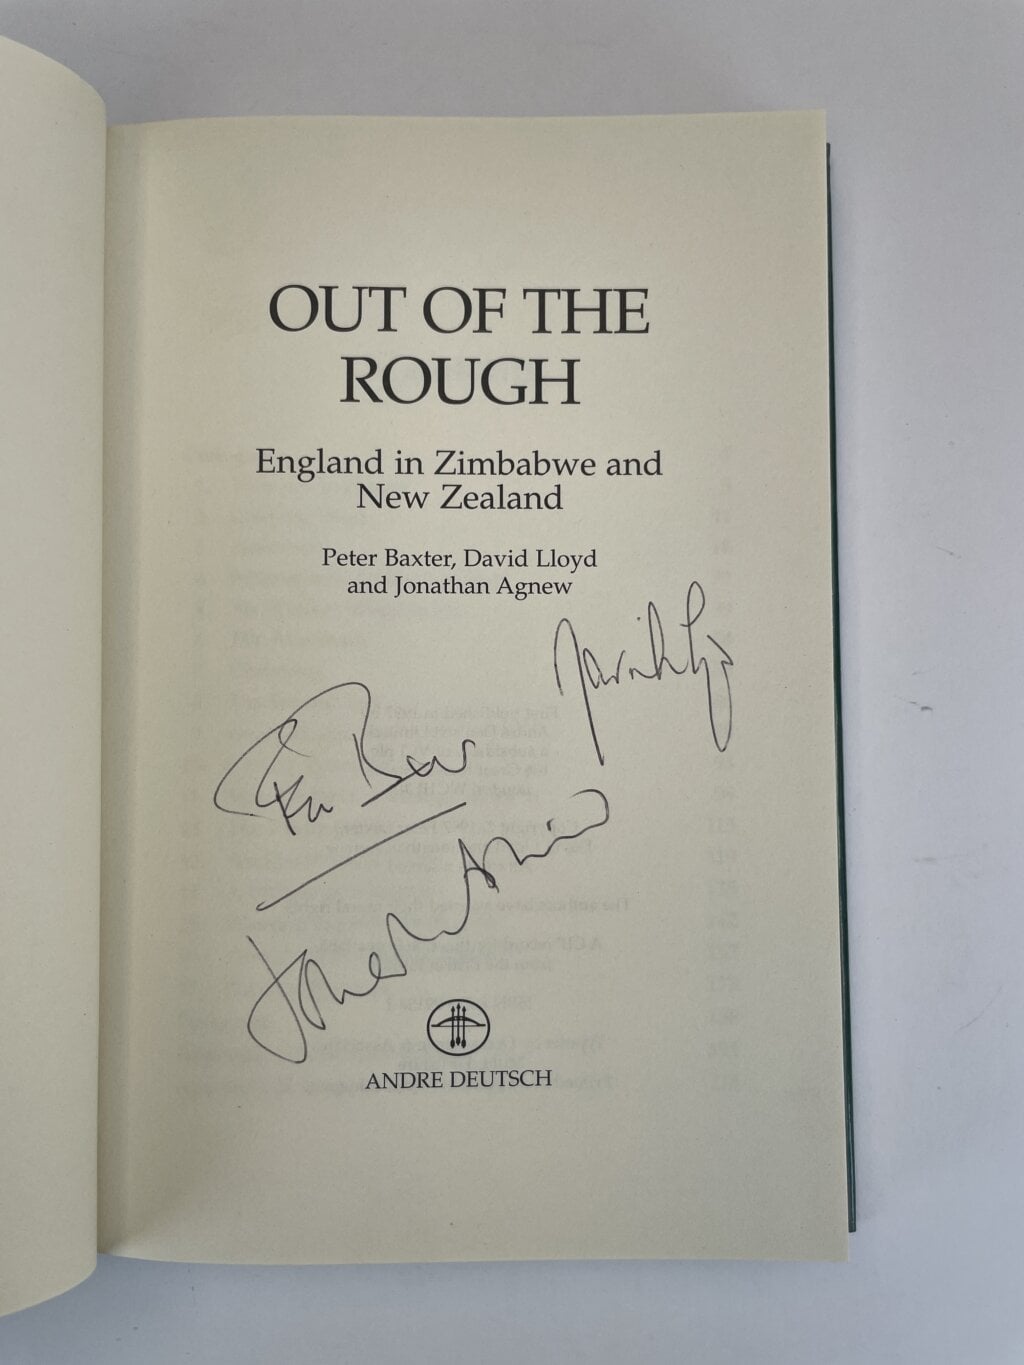 OUT OF THE
ROUGH
England in Zimbabwe and
New Zealand
Peter Baxter, David Lloyd
and Jonathan Agnew
ANDRE DEUTSCH